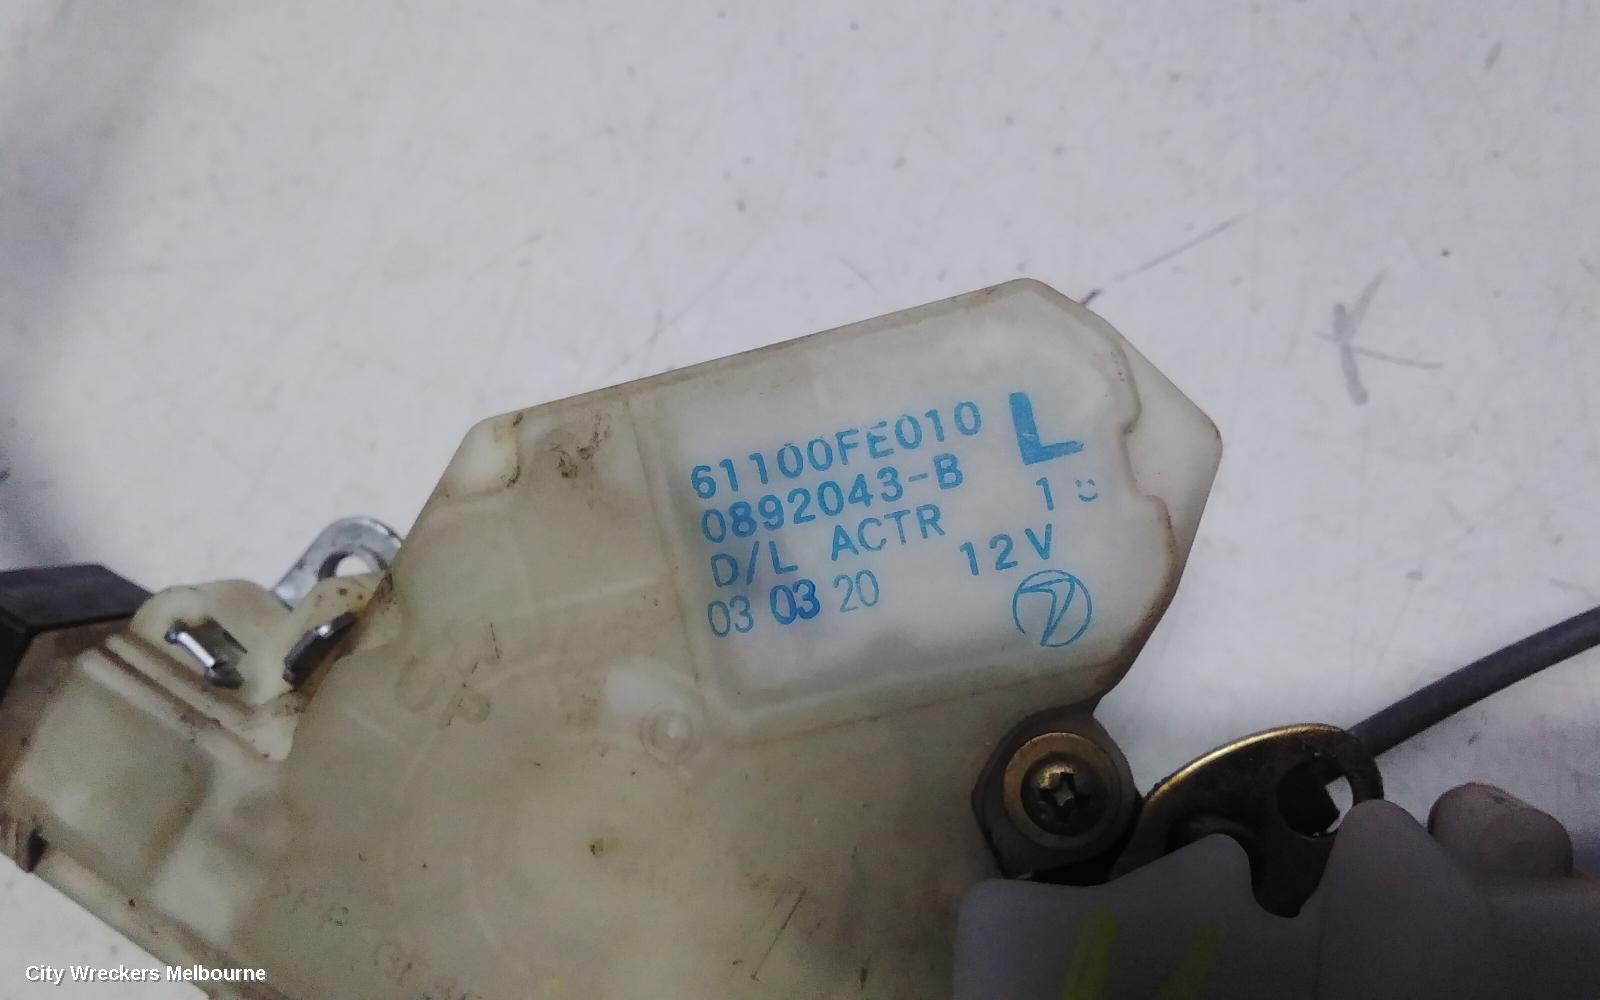 61100FE010 L
0892043-B 1
D/L ACTR 12V
03 03 20
City Wreckers Melbourne